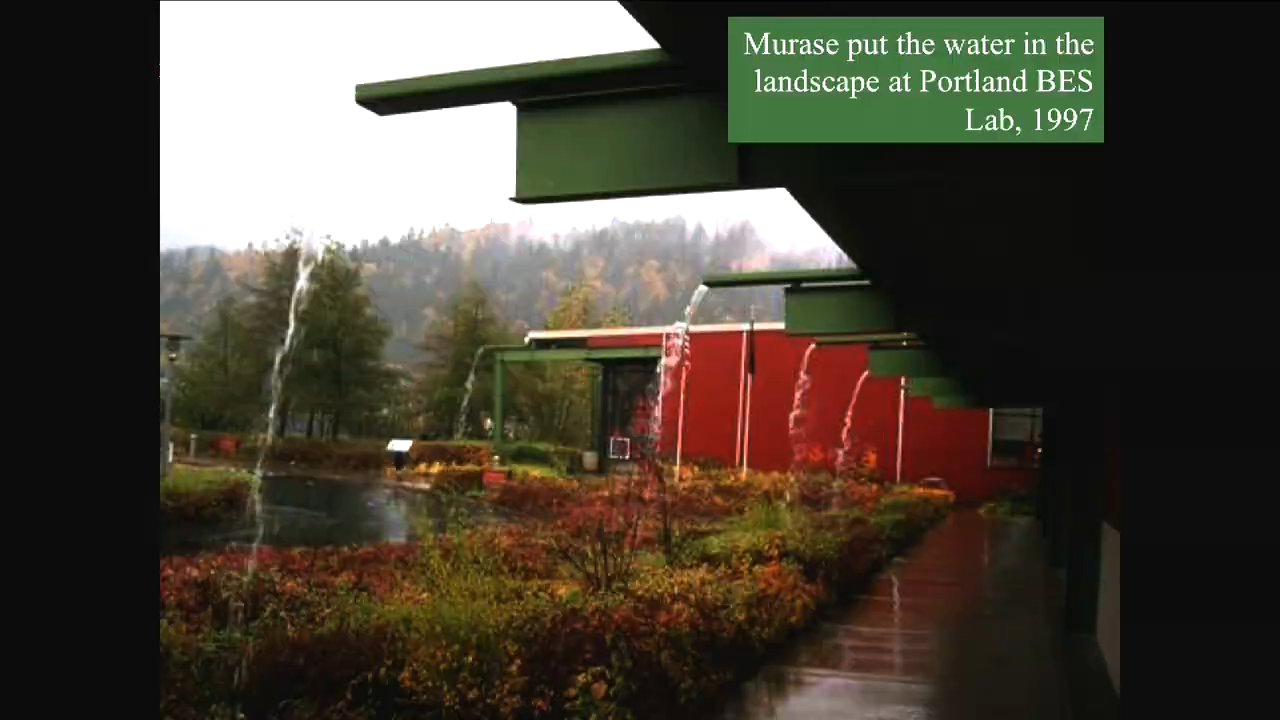 Murase put the water in the
landscape at Portland BES
Lab, 1997